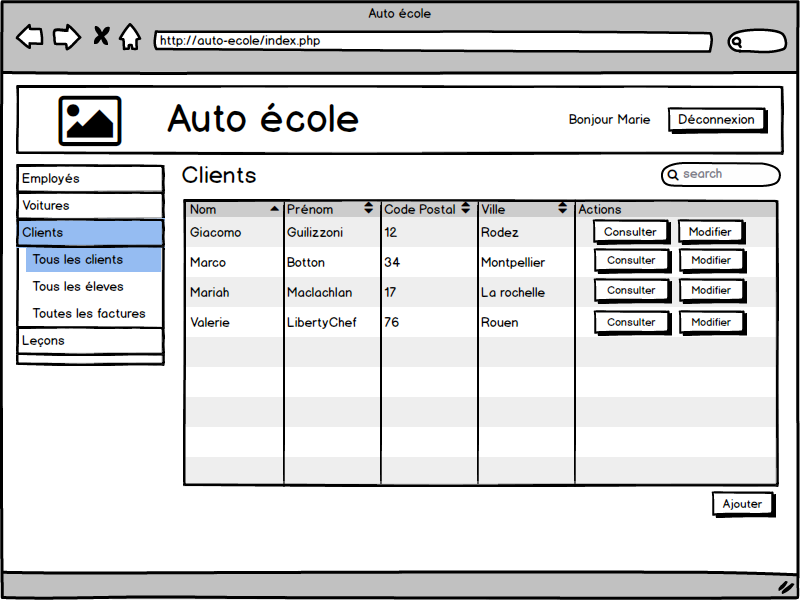 Auto école
http://auto-ecole/index.php
Auto école
Bonjour Marie
Déconnexion
Employés
Voitures
Clients
Tous les clients
Tous les éleves
Toutes les factures
Leçons
Clients
search
Nom Prénom Code Postal Ville Actions
Giacomo Guilizzoni 12 Rodez Consulter Modifier
Marco Botton 34 Montpellier Consulter Modifier
Mariah Maclachlan 17 La rochelle Consulter Modifier
Valerie LibertyChef 76 Rouen Consulter Modifier
Ajouter